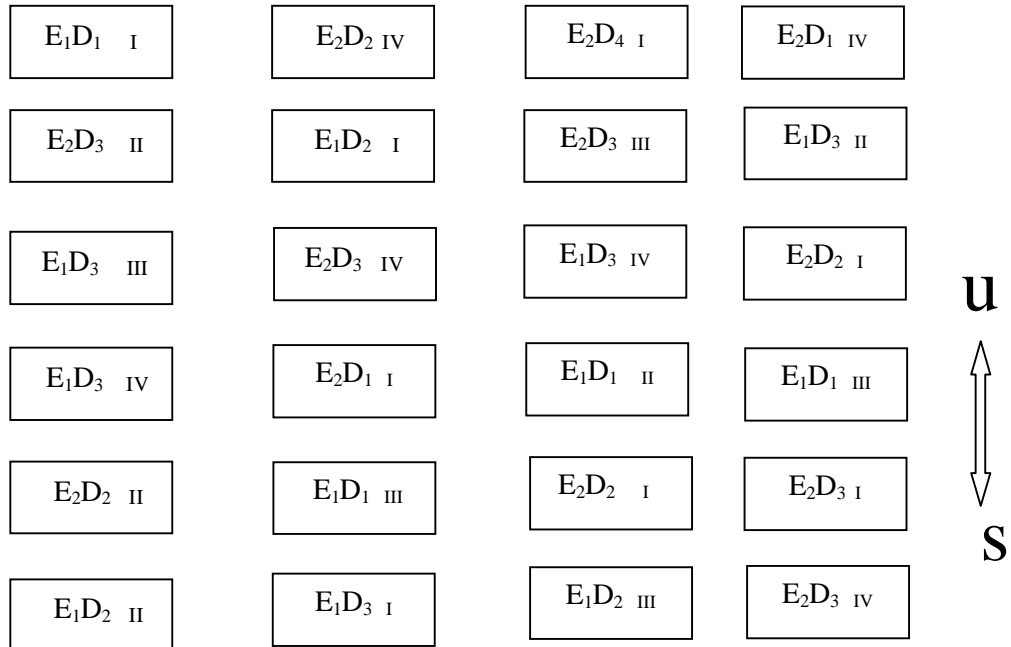 E₁D₁ I E₂D₂ IV E₂D₄ I E₂D₁ IV
E₂D₃ II E₁D₂ I E₂D₃ III E₁D₃ II
E₁D₃ III E₂D₃ IV E₁D₃ IV E₂D₂ I
u
E₁D₃ IV E₂D₁ I E₁D₁ II E₁D₁ III
E₂D₂ II E₁D₁ III E₂D₂ I E₂D₃ I
s
E₁D₂ II E₁D₃ I E₁D₂ III E₂D₃ IV